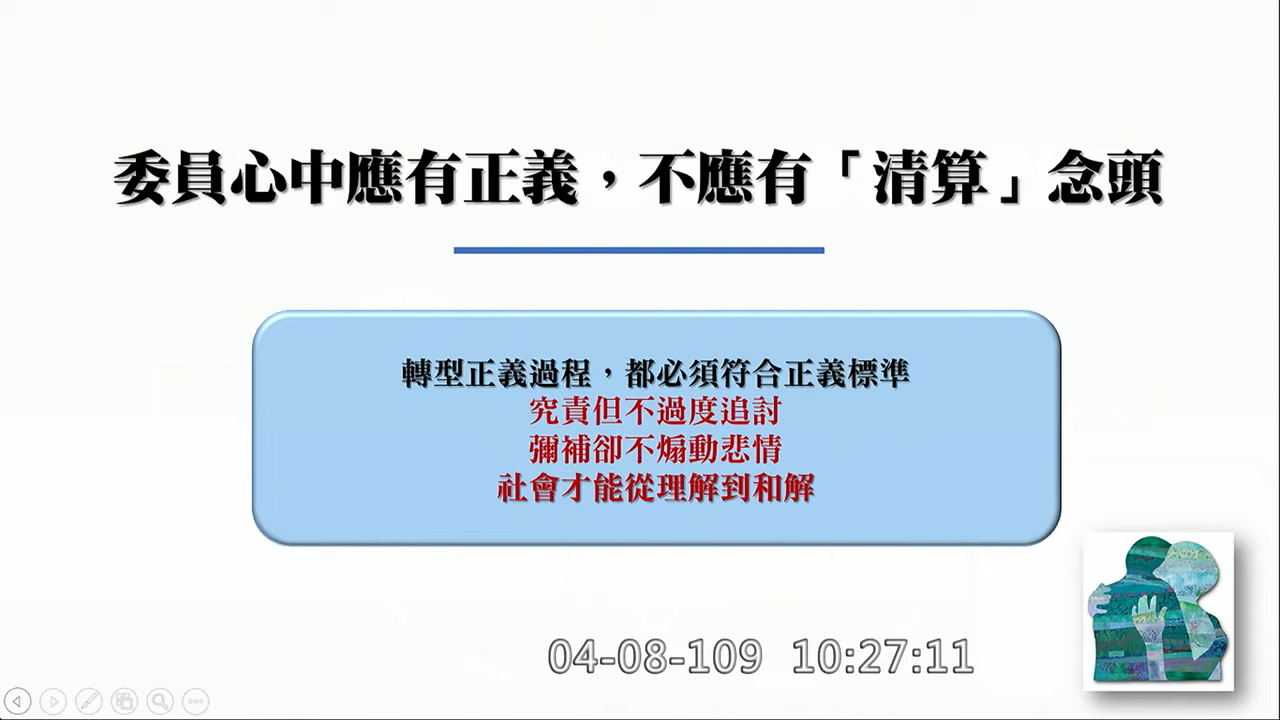 委員心中應有正義，不應有「清算」念頭
轉型正義過程，都必須符合正義標準
究責但不過度追討
彌補卻不煽動悲情
社會才能從理解到和解
04-08-109 10:27:11